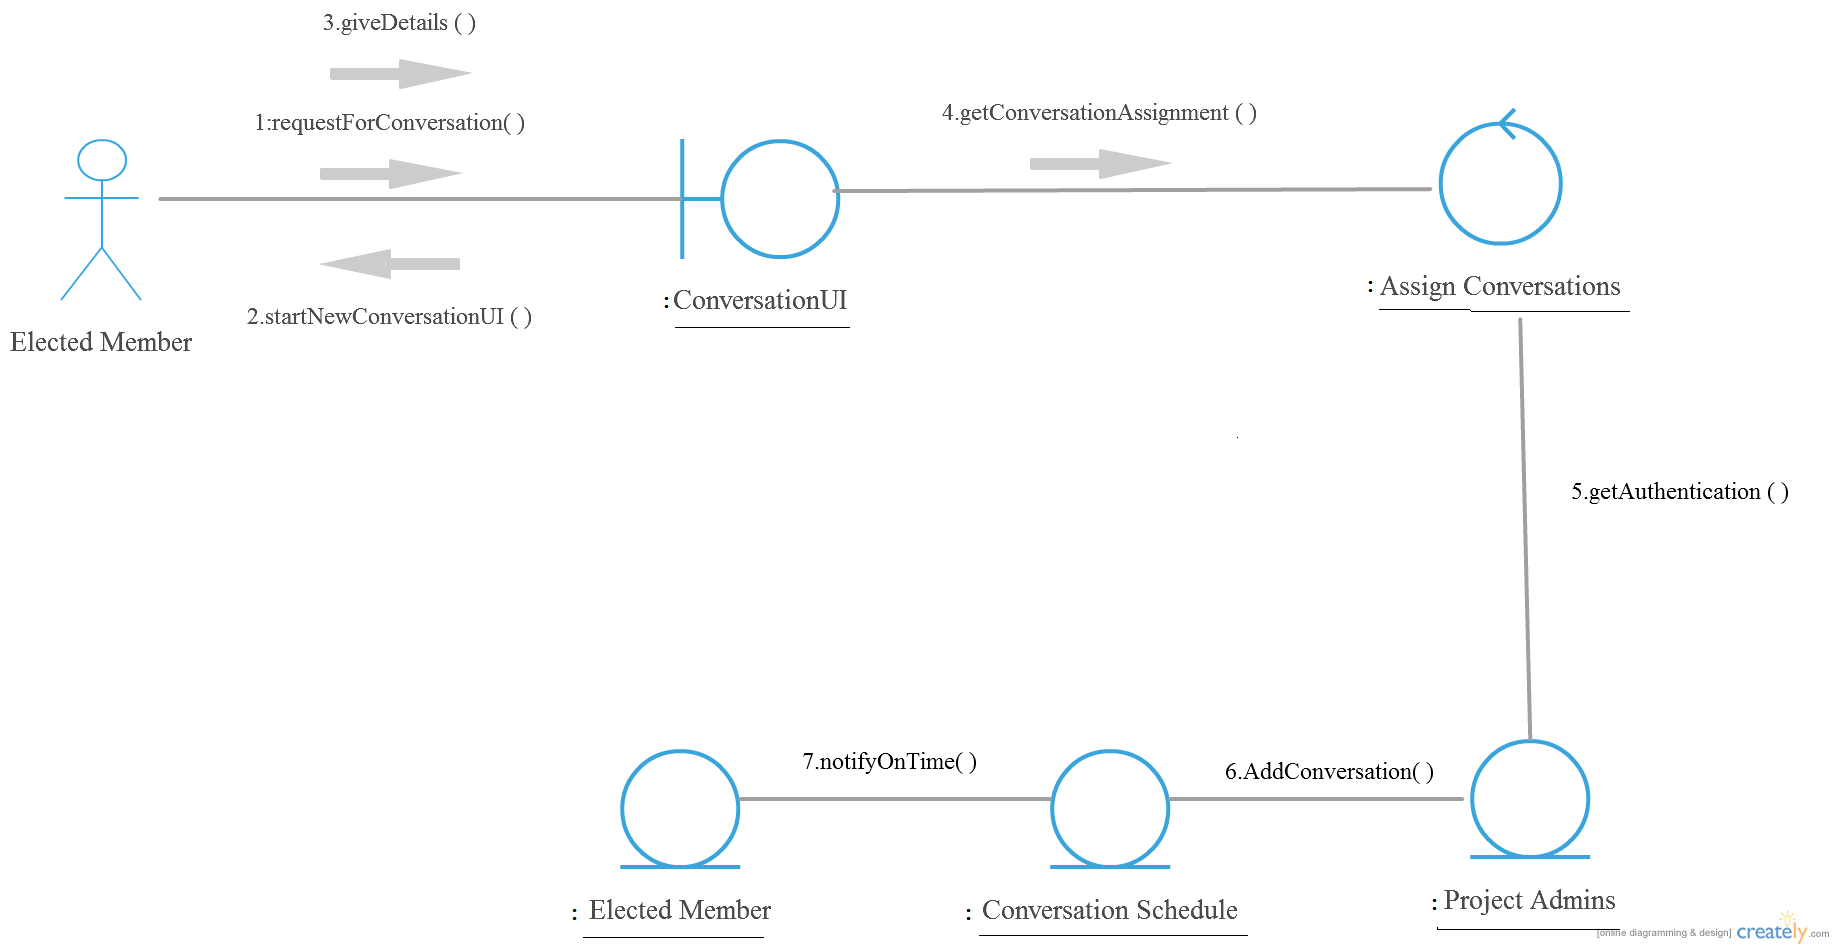 3.giveDetails ( )
1:requestForConversation( )
4.getConversationAssignment ( )
2.startNewConversationUI ( )
Elected Member
:ConversationUI
: Assign Conversations
5.getAuthentication ( )
7.notifyOnTime( )
6.AddConversation( )
: Elected Member
: Conversation Schedule
: Project Admins
[online diagramming & design] creately.com